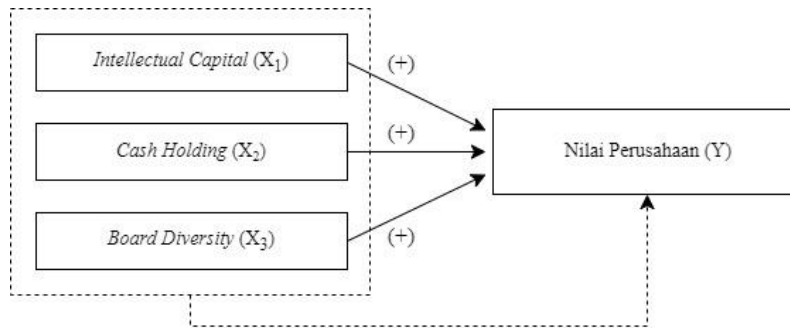 Intellectual Capital (X₁)
(+)
Cash Holding (X₂)
(+)
Nilai Perusahaan (Y)
Board Diversity (X₃)
(+)